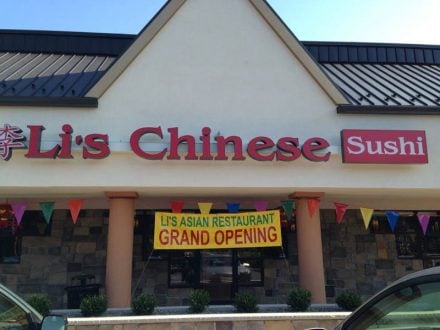 李 Li's Chinese Sushi
LI'S ASIAN RESTAURANT
GRAND OPENING